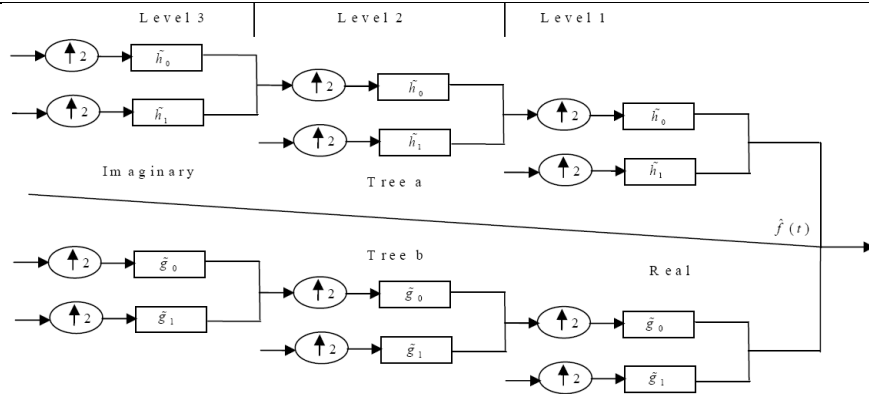 Level 3 Level 2 Level 1
↑ 2 h̃₀
↑ 2 h̃₀
↑ 2 h̃₁
↑ 2 h̃₀
↑ 2 h̃₁
↑ 2 h̃₁
Imaginary
Tree a
f̂ (t)
Tree b
↑ 2 g̃₀
Real
↑ 2 g̃₀
↑ 2 g̃₁
↑ 2 g̃₀
↑ 2 g̃₁
↑ 2 g̃₁